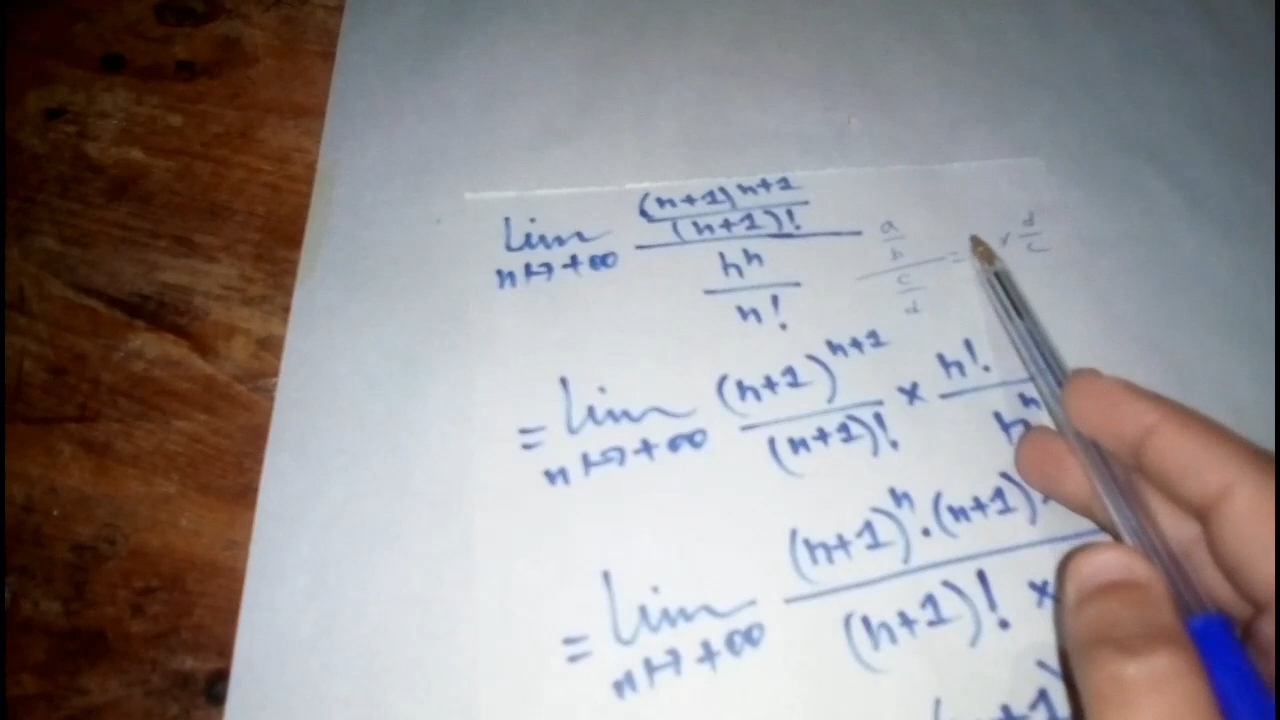 lim n↦+∞ ((n+1)^(n+1)/(n+1)!)/(n^n/n!)
(a/b)/(c/d) = × d/c
= lim n↦+∞ (n+1)^(n+1)/(n+1)! × n!/n^n
= lim n↦+∞ (n+1)^n.(n+1) / (n+1)! ×